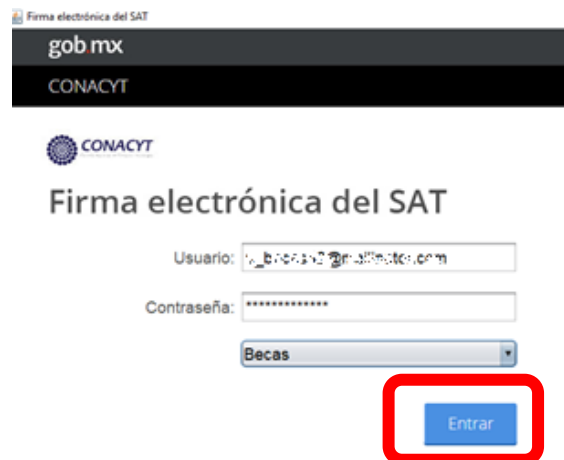 Firma electrónica del SAT
gob.mx
CONACYT
CONACYT
Firma electrónica del SAT
Usuario:
Contraseña: *************
Becas
Entrar